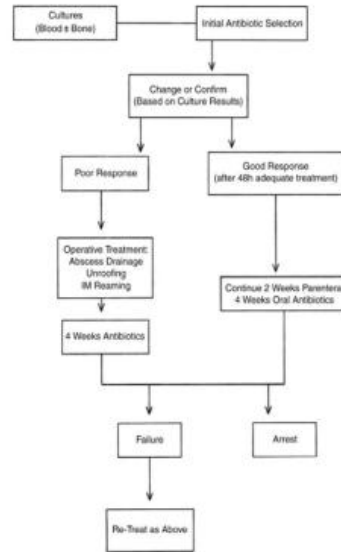 Cultures
(Blood ± Bone)
Initial Antibiotic Selection
Change or Confirm
(Based on Culture Results)
Poor Response
Good Response
(after 48h adequate treatment)
Operative Treatment:
Abscess Drainage
Unroofing
IM Reaming
Continue 2 Weeks Parentera
4 Weeks Oral Antibiotics
4 Weeks Antibiotics
Failure
Arrest
Re-Treat as Above